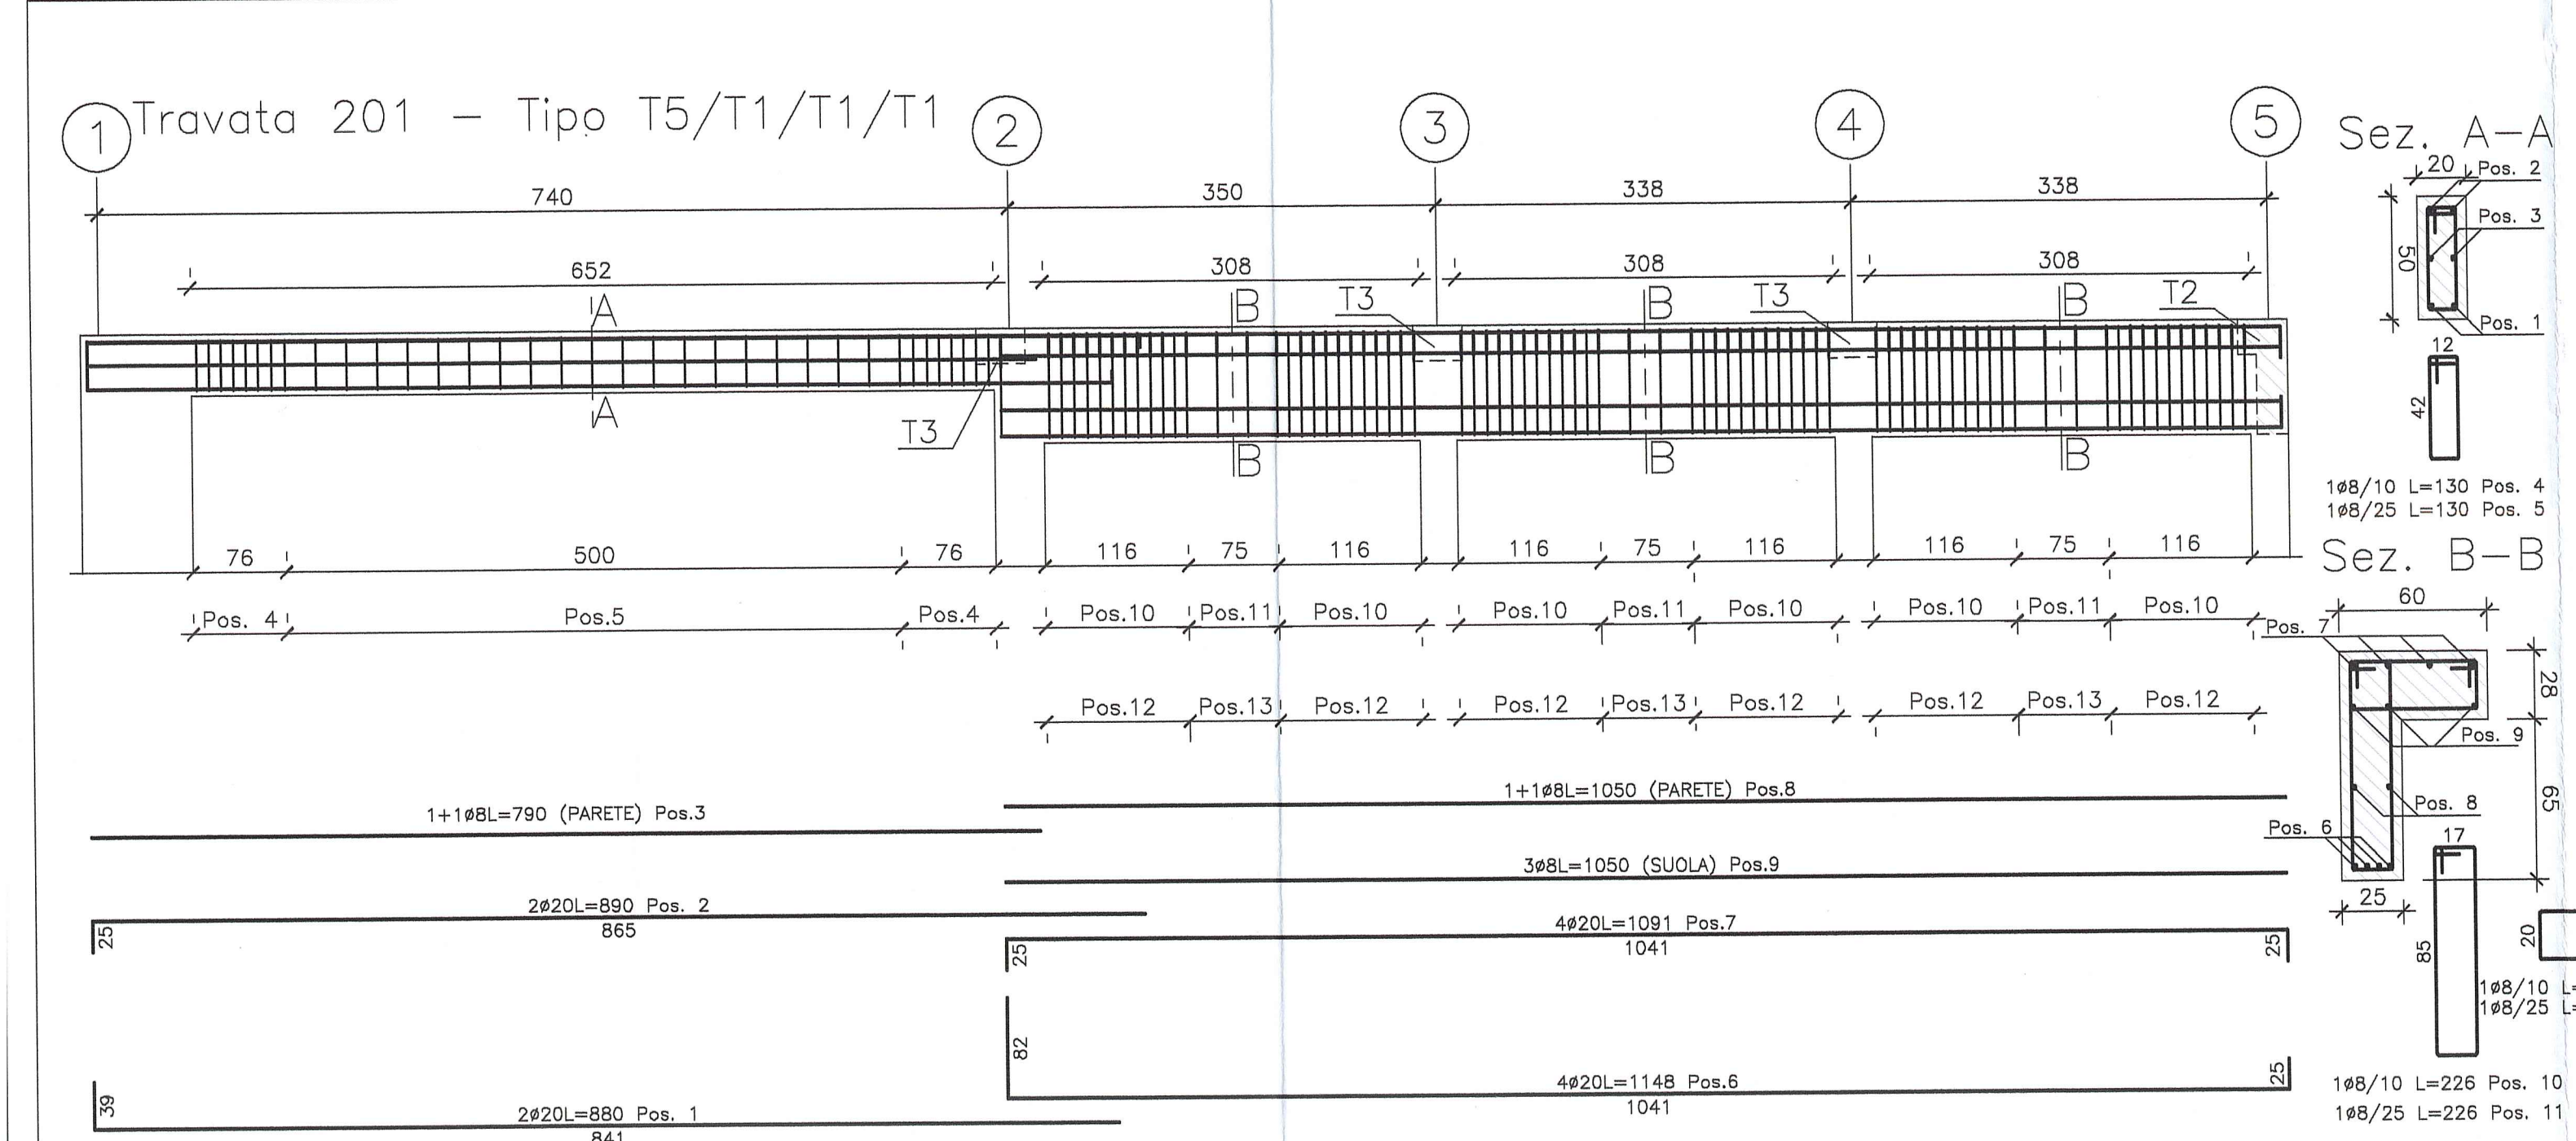 1 Travata 201 - Tipo T5/T1/T1/T1 2 3 4 5
740 350 338 338
652 308 308 308
A B T3 B T3 B T2
A T3 B B B
76 500 76 116 75 116 116 75 116 116 75 116
Pos. 4 Pos.5 Pos.4 Pos.10 Pos.11 Pos.10 Pos.10 Pos.11 Pos.10 Pos.10 Pos.11 Pos.10
Pos.12 Pos.13 Pos.12 Pos.12 Pos.13 Pos.12 Pos.12 Pos.13 Pos.12
1+1ø8L=790 (PARETE) Pos.3
1+1ø8L=1050 (PARETE) Pos.8
3ø8L=1050 (SUOLA) Pos.9
2ø20L=890 Pos. 2
25 865
4ø20L=1091 Pos.7
25 1041 25
82 4ø20L=1148 Pos.6 25
1041
39 2ø20L=880 Pos. 1
841
Sez. A-A
20 Pos. 2
Pos. 3
50
Pos. 1
12
42
1ø8/10 L=130 Pos. 4
1ø8/25 L=130 Pos. 5
Sez. B-B
60
Pos. 7
28
Pos. 9
65
Pos. 8
Pos. 6
17
25
85
20
1ø8/10 L=
1ø8/25 L=
1ø8/10 L=226 Pos. 10
1ø8/25 L=226 Pos. 11